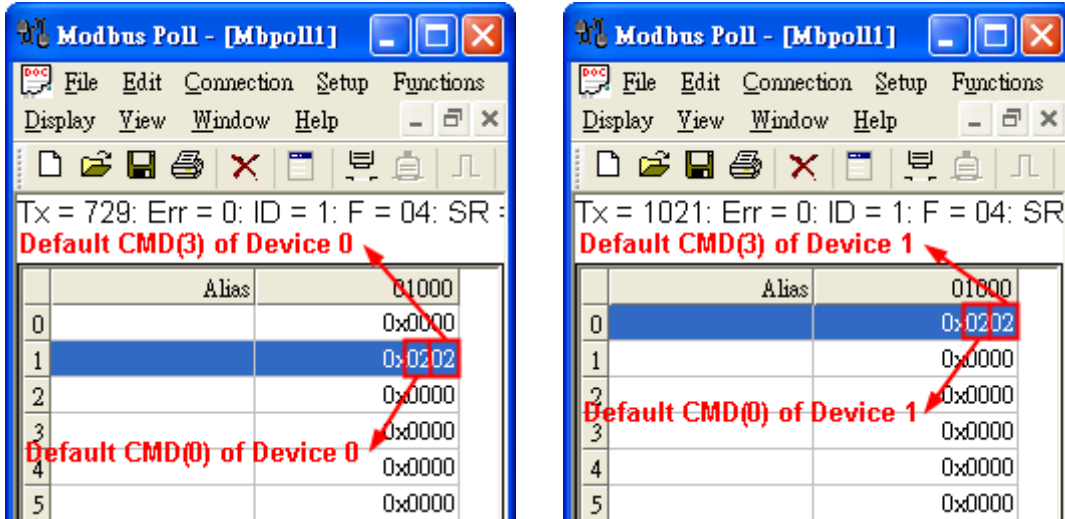 Modbus Poll - [Mbpoll1]
File Edit Connection Setup Functions
Display View Window Help
Tx = 729: Err = 0: ID = 1: F = 04: SR =
Default CMD(3) of Device 0
Alias 01000
0 0x0000
1 0x0202
2 0x0000
3 0x0000
Default CMD(0) of Device 0
4 0x0000
5 0x0000
Modbus Poll - [Mbpoll1]
File Edit Connection Setup Functions
Display View Window Help
Tx = 1021: Err = 0: ID = 1: F = 04: SR
Default CMD(3) of Device 1
Alias 01000
0 0x0202
1 0x0000
2 0x0000
Default CMD(0) of Device 1
3 0x0000
4 0x0000
5 0x0000